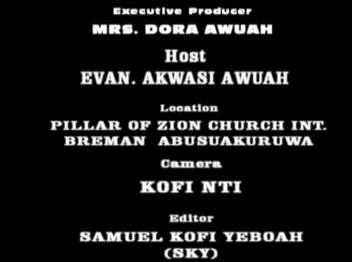 Executive Producer
MRS. DORA AWUAH
Host
EVAN. AKWASI AWUAH
Location
PILLAR OF ZION CHURCH INT.
BREMAN ABUSUAKURUWA
Camera
KOFI NTI
Editor
SAMUEL KOFI YEBOAH
(SKY)